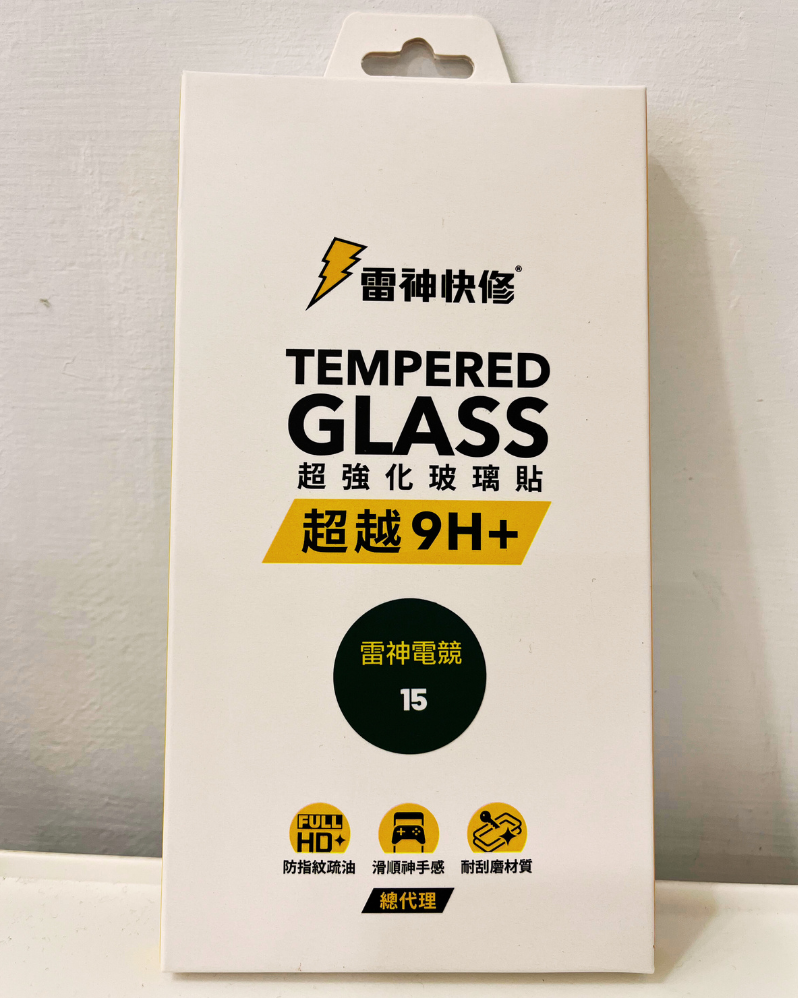 雷神快修®
TEMPERED
GLASS
超強化玻璃貼
超越9H+
雷神電競
15
FULL
HD
防指紋疏油 滑順神手感 耐刮磨材質
總代理